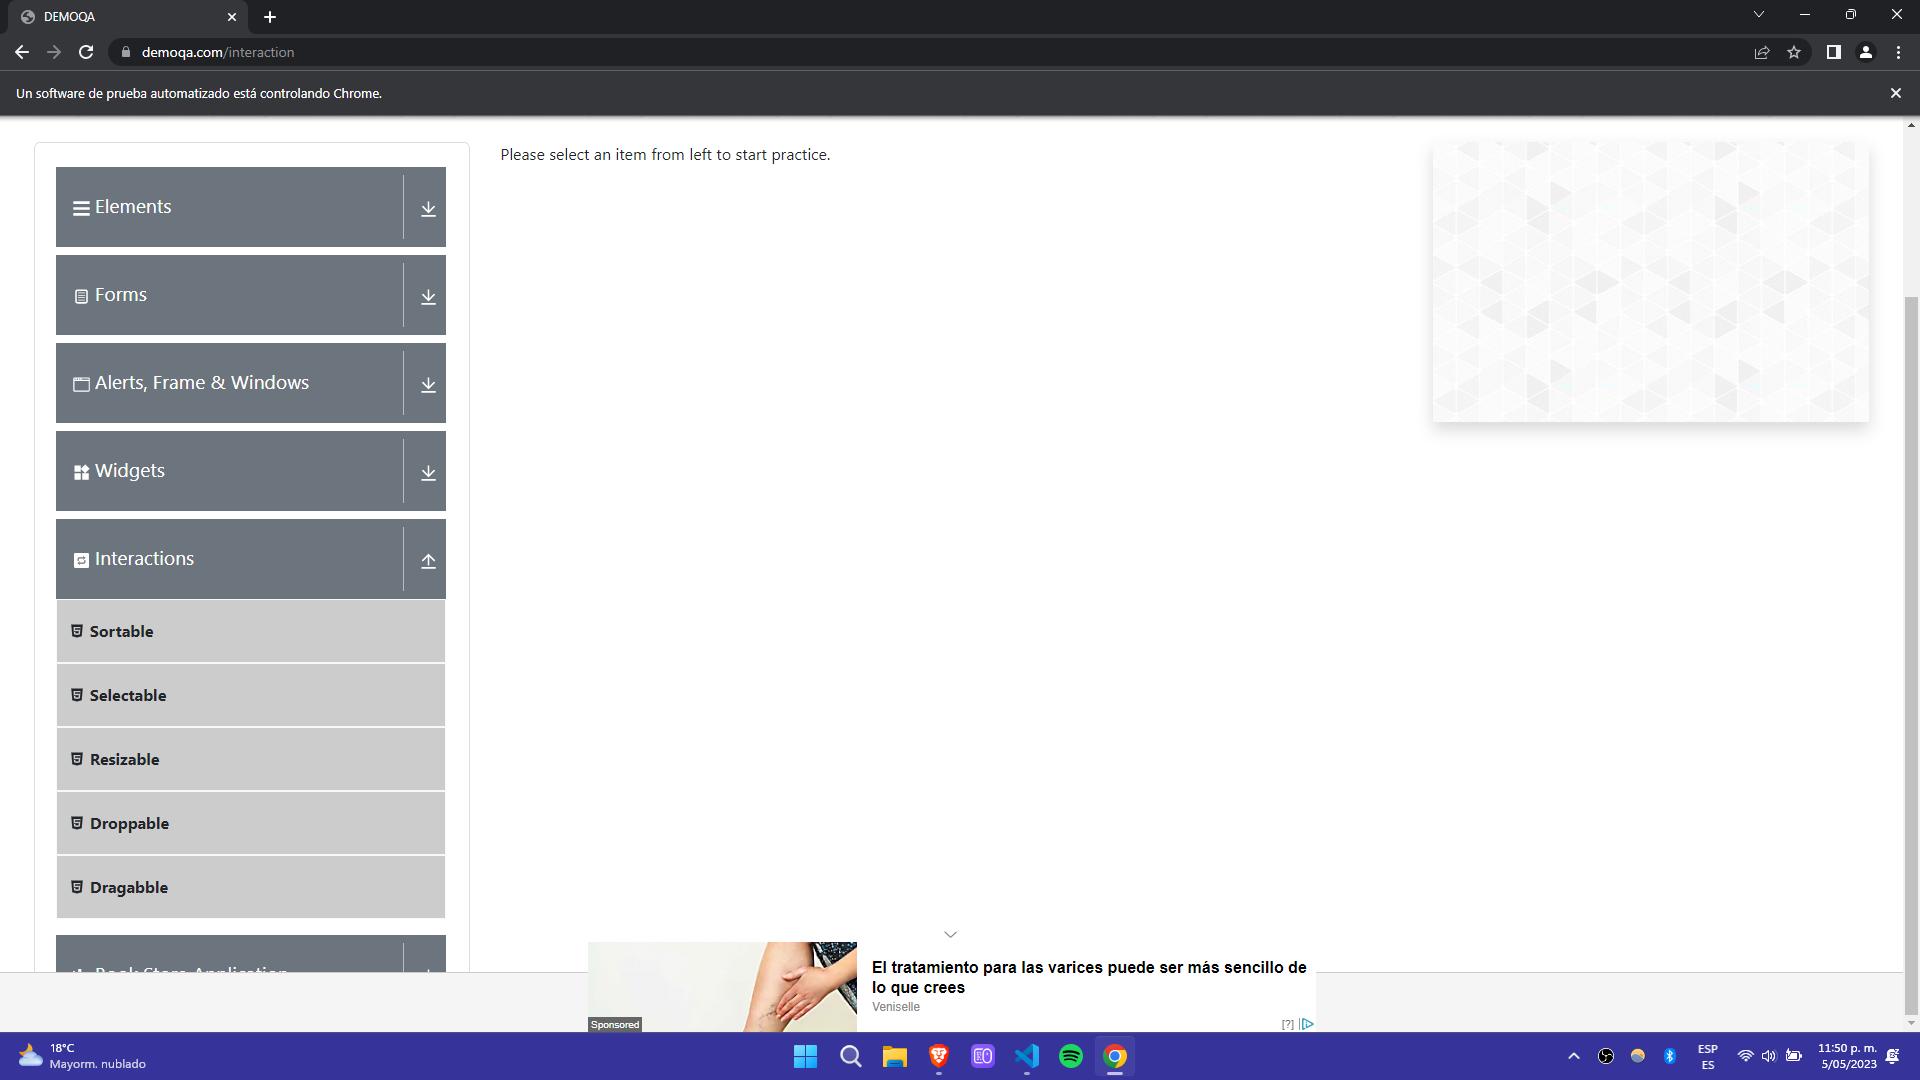 DEMOQA
demoqa.com/interaction
Un software de prueba automatizado está controlando Chrome.
Elements
Forms
Alerts, Frame & Windows
Widgets
Interactions
Sortable
Selectable
Resizable
Droppable
Dragabble
Book Store Application
Please select an item from left to start practice.
El tratamiento para las varices puede ser más sencillo de
lo que crees
Veniselle
Sponsored
[?]
18°C
Mayorm. nublado
ESP
ES
11:50 p. m.
5/05/2023